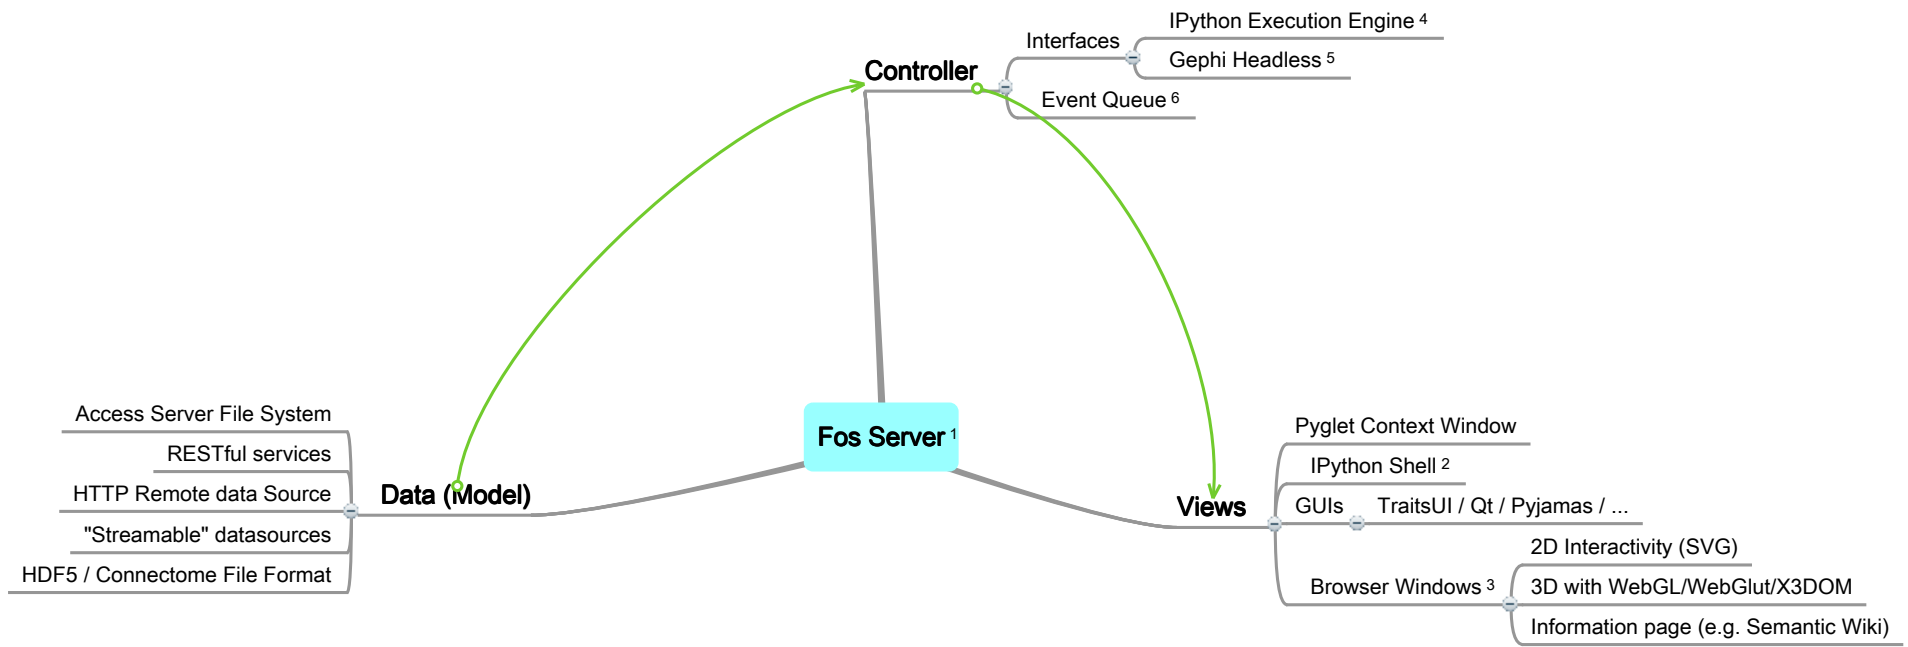 IPython Execution Engine 4
Interfaces
Gephi Headless 5
Controller
Event Queue 6
Fos Server 1
Data (Model)
Access Server File System
RESTful services
HTTP Remote data Source
"Streamable" datasources
HDF5 / Connectome File Format
Views
Pyglet Context Window
IPython Shell 2
GUIs
TraitsUI / Qt / Pyjamas / ...
Browser Windows 3
2D Interactivity (SVG)
3D with WebGL/WebGlut/X3DOM
Information page (e.g. Semantic Wiki)